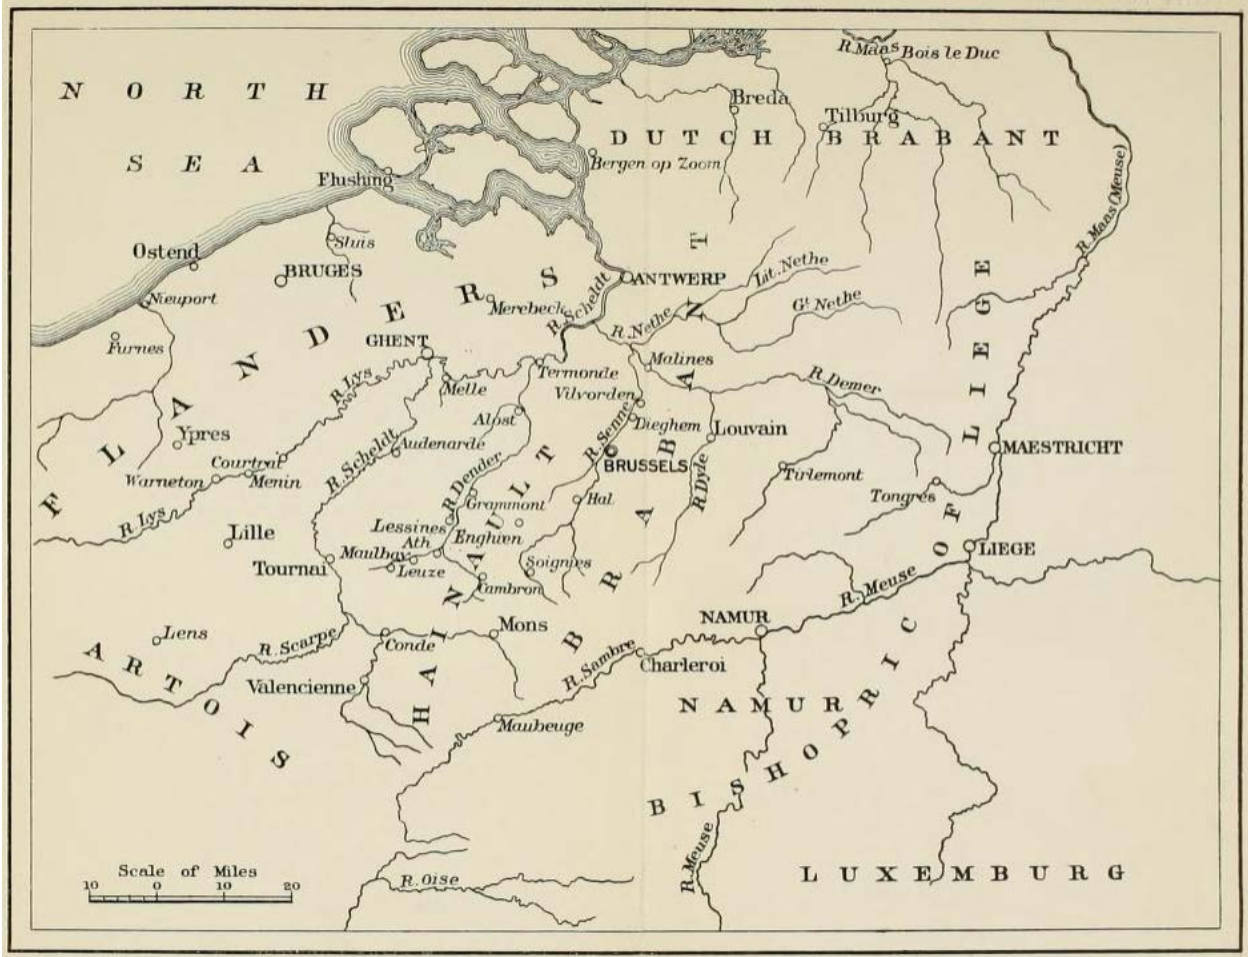 NORTH
SEA
R. Maas
Bois le Duc
Breda
Tilburg
DUTCH BRABANT
Bergen op Zoom
Flushing
Sluis
Ostend
BRUGES
Nieuport
Furnes
R. Maas (Meuse)
ANTWERP
Lit. Nethe
Gt Nethe
R. Nethe
R. Scheldt
Merebeck
FLANDERS
GHENT
R. Lys
Melle
Termonde
Malines
Vilvorden
R. Demer
Alost
Dieghem
Louvain
Ypres
Audenarde
R. Senne
BRUSSELS
MAESTRICHT
Courtrai
Warneton
Menin
R. Scheldt
R. Dender
R. Dyle
Tirlemont
Tongres
Grammont
Hal
R. Lys
Lille
Lessines
Ath
Enghien
Maulbay
Leuze
Soignies
Cambron
Tournai
LIEGE
R. Meuse
BRABANT
HAINAULT
NAMUR
Mons
Lens
R. Scarpe
Conde
R. Sambre
Charleroi
Valencienne
ARTOIS
Maubeuge
NAMUR
BISHOPRIC OF LIEGE
R. Meuse
LUXEMBURG
R. Oise
Scale of Miles
10 0 10 20